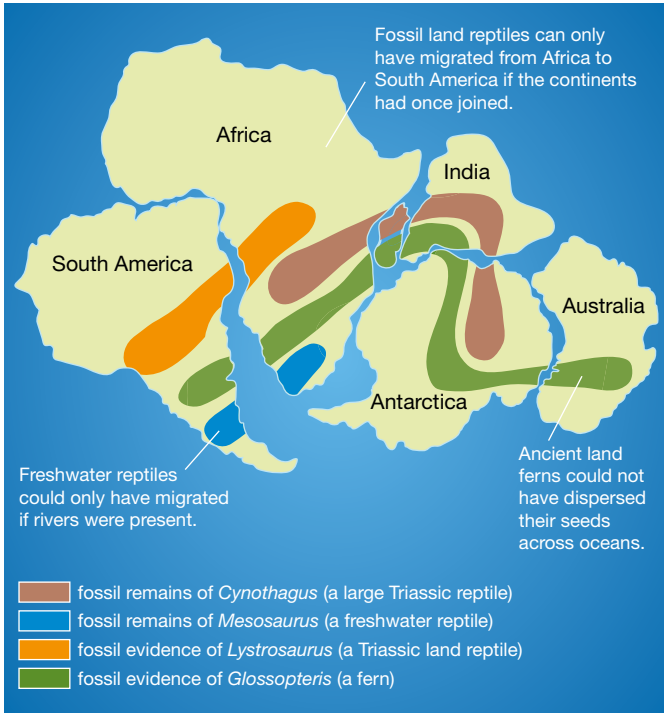 Fossil land reptiles can only
have migrated from Africa to
South America if the continents
had once joined.
Africa
India
South America
Australia
Antarctica
Freshwater reptiles
could only have migrated
if rivers were present.
Ancient land
ferns could not
have dispersed
their seeds
across oceans.
fossil remains of Cynothagus (a large Triassic reptile)
fossil remains of Mesosaurus (a freshwater reptile)
fossil evidence of Lystrosaurus (a Triassic land reptile)
fossil evidence of Glossopteris (a fern)